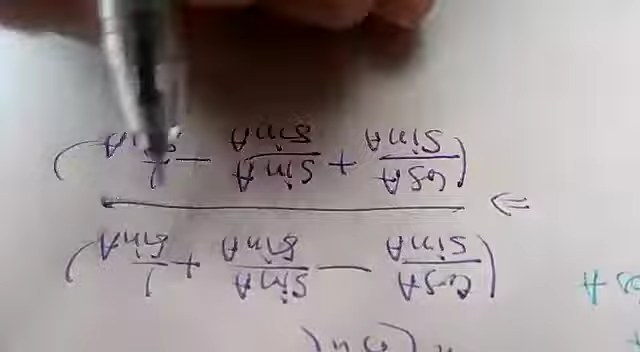 (CosA/SinA − SinA/SinA + 1/SinA)
⇒ ―――
(CosA/SinA + SinA/SinA − 1/SinA)